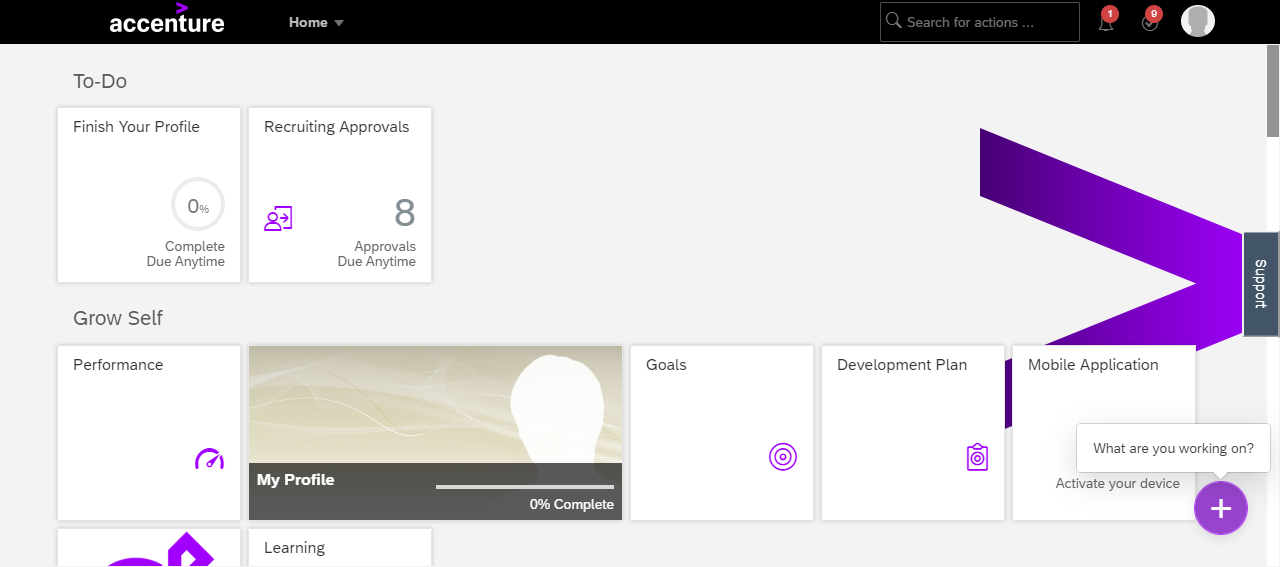 accenture
Home
Search for actions ...
1
9
To-Do
Finish Your Profile
0%
Complete
Due Anytime
Recruiting Approvals
8
Approvals
Due Anytime
Support
Grow Self
Performance
My Profile
0% Complete
Goals
Development Plan
Mobile Application
Activate your device
What are you working on?
Learning